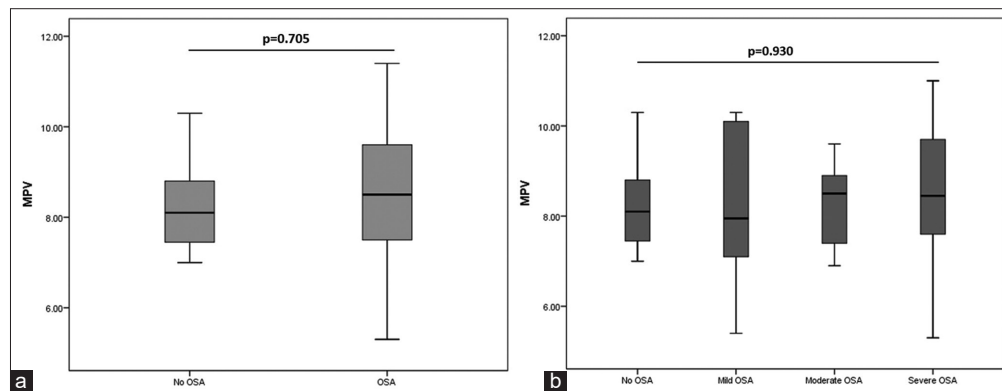 12.00
p=0.705
10.00
MPV
8.00
6.00
No OSA
OSA
a
12.00
p=0.930
10.00
MPV
8.00
6.00
No OSA
Mild OSA
Moderate OSA
Severe OSA
b